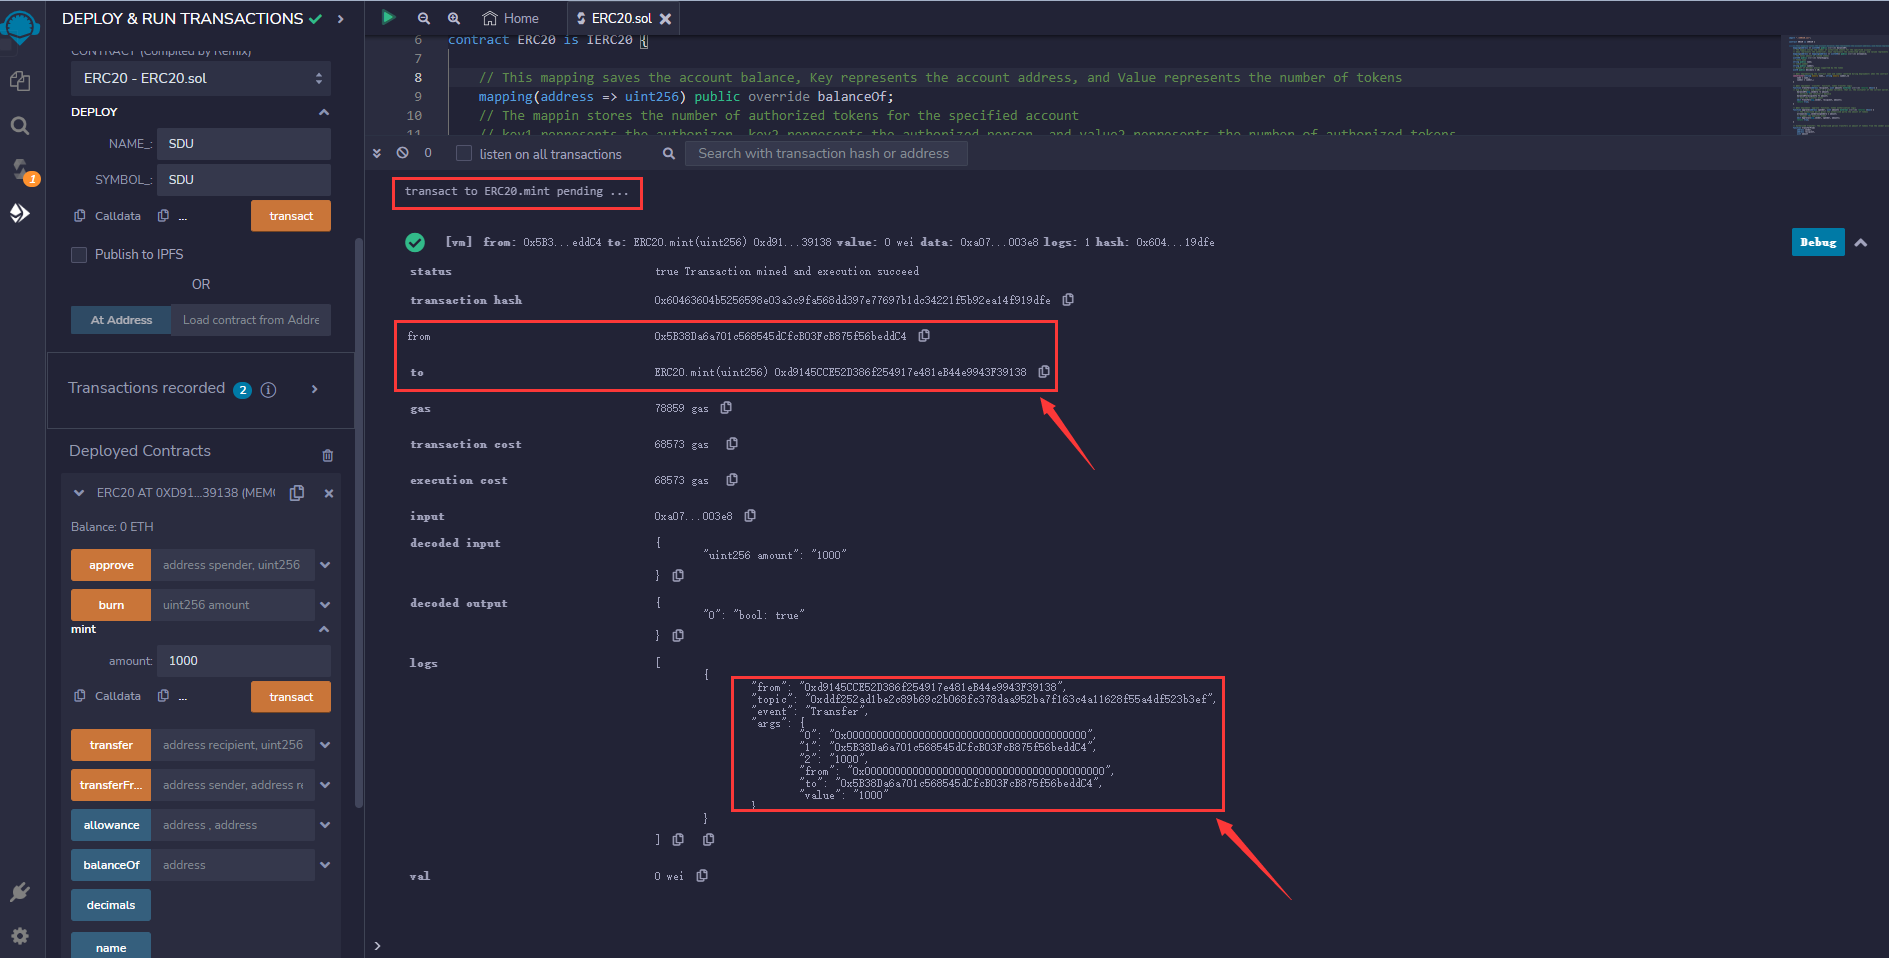 DEPLOY & RUN TRANSACTIONS
CONTRACT (Compiled by Remix)
ERC20 - ERC20.sol
DEPLOY
NAME_: SDU
SYMBOL_: SDU
Calldata ... transact
Publish to IPFS
OR
At Address Load contract from Addre
Transactions recorded 2 i
Deployed Contracts
ERC20 AT 0XD91...39138 (MEMO
Balance: 0 ETH
approve address spender, uint256
burn uint256 amount
mint
amount: 1000
Calldata ... transact
transfer address recipient, uint256
transferFr... address sender, address re
allowance address , address
balanceOf address
decimals
name
1
Home ERC20.sol
6 contract ERC20 is IERC20 {
7
8 // This mapping saves the account balance, Key represents the account address, and Value represents the number of tokens
9 mapping(address => uint256) public override balanceOf;
10 // The mappin stores the number of authorized tokens for the specified account
11 // key1 represents the authorizon, key2 represents the authorized person, and value2 represents the number of authorized tokens
0 listen on all transactions Search with transaction hash or address
transact to ERC20.mint pending ...
[vm] from: 0x5B3...eddC4 to: ERC20.mint(uint256) 0xd91...39138 value: 0 wei data: 0xa07...003e8 logs: 1 hash: 0x604...19dfe
Debug
status true Transaction mined and execution succeed
transaction hash 0x60463604b5256598e03a3c9fa568dd397e77697b1dc34221f5b92ea14f919dfe
from 0x5B38Da6a701c568545dCfcB03FcB875f56beddC4
to ERC20.mint(uint256) 0xd9145CCE52D386f254917e481eB44e9943F39138
gas 78859 gas
transaction cost 68573 gas
execution cost 68573 gas
input 0xa07...003e8
decoded input {
"uint256 amount": "1000"
}
decoded output {
"0": "bool: true"
}
logs [
{
"from": "0xd9145CCE52D386f254917e481eB44e9943F39138",
"topic": "0xddf252ad1be2c89b69c2b068fc378daa952ba7f163c4a11628f55a4df523b3ef",
"event": "Transfer",
"args": {
"0": "0x0000000000000000000000000000000000000000",
"1": "0x5B38Da6a701c568545dCfcB03FcB875f56beddC4",
"2": "1000",
"from": "0x0000000000000000000000000000000000000000",
"to": "0x5B38Da6a701c568545dCfcB03FcB875f56beddC4",
"value": "1000"
}
}
]
val 0 wei